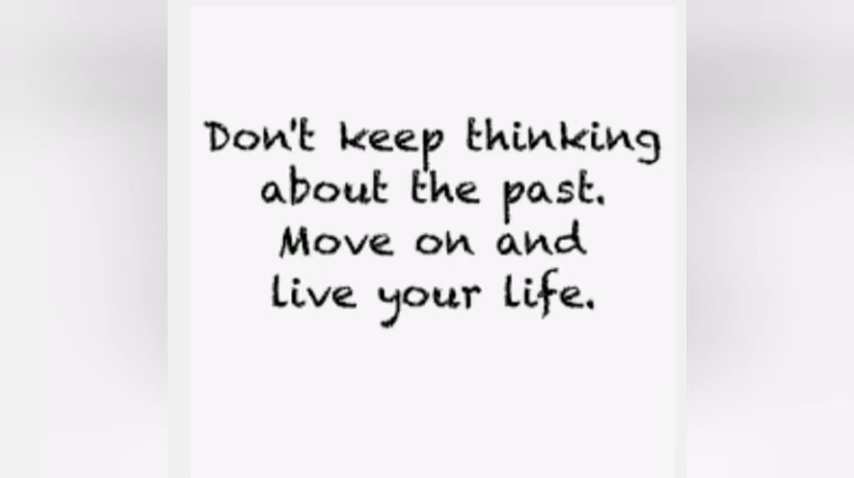 Don't keep thinking
about the past.
Move on and
live your life.